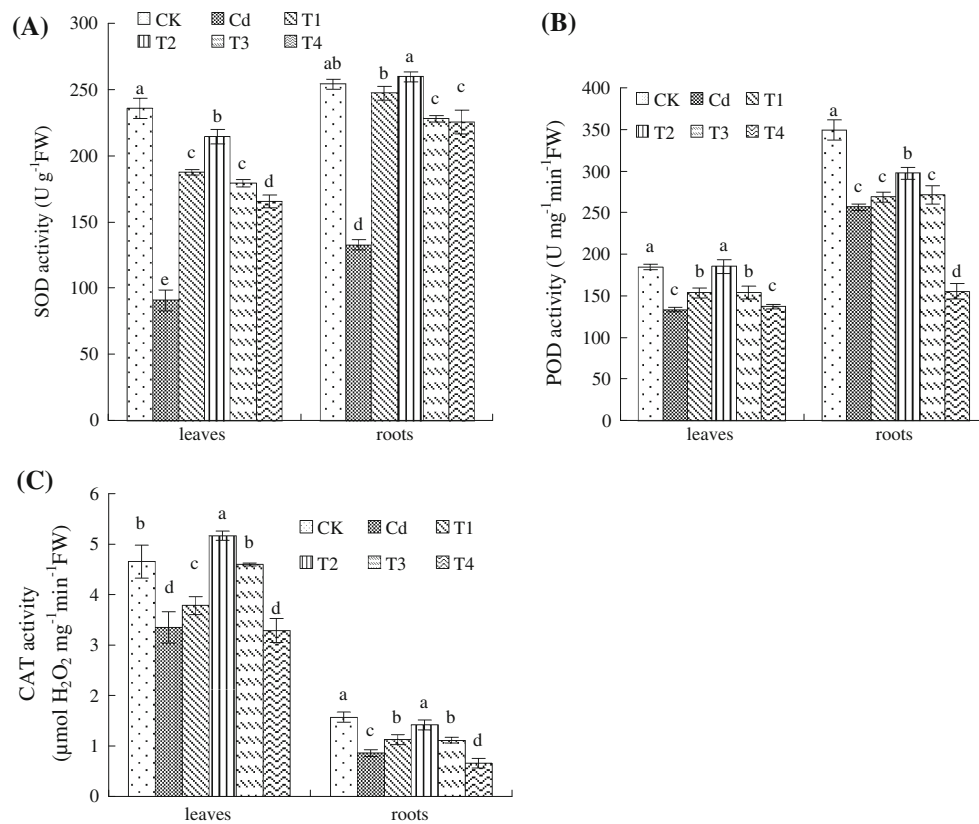 (A)
CK Cd T1
T2 T3 T4
SOD activity (U g⁻¹FW)
300
250
200
150
100
50
0
a
e
c
b
c
d
ab
d
b
a
c
c
leaves roots
(B)
CK Cd T1
T2 T3 T4
POD activity (U mg⁻¹min⁻¹FW)
400
350
300
250
200
150
100
50
0
a
c
b
a
b
c
a
c
c
b
c
d
leaves roots
(C)
CK Cd T1
T2 T3 T4
CAT activity
(μmol H₂O₂ mg⁻¹min⁻¹FW)
6
5
4
3
2
1
0
b
d
c
a
b
d
a
c
b
a
b
d
leaves roots